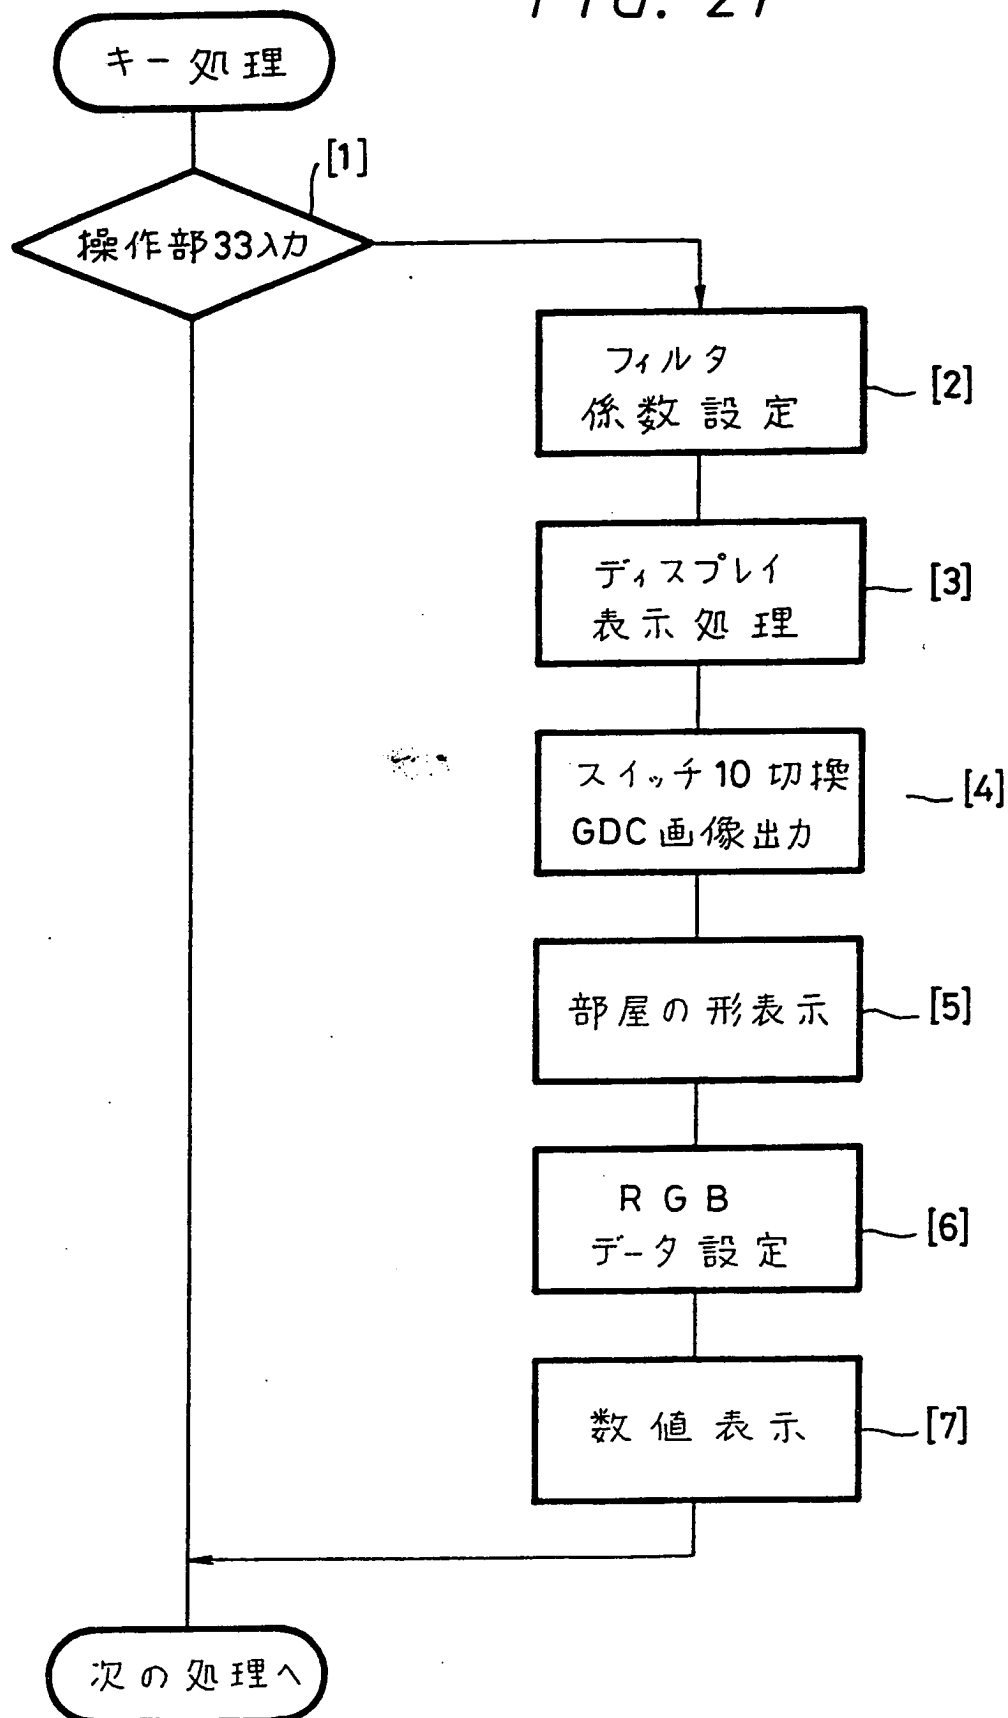 FIG. 21
キー処理
[1]
操作部33入力
フィルタ
係数設定
[2]
ディスプレイ
表示処理
[3]
スイッチ10切換
GDC画像出力
[4]
部屋の形表示
[5]
RGB
データ設定
[6]
数値表示
[7]
次の処理へ